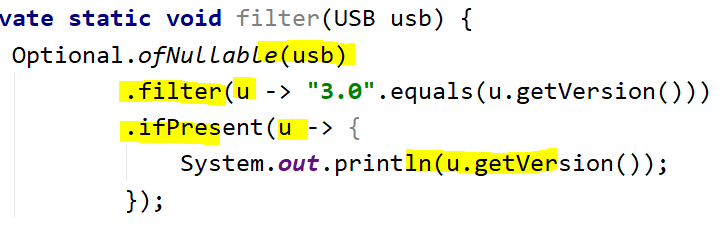 vate static void filter(USB usb) {
Optional.ofNullable(usb)
.filter(u -> "3.0".equals(u.getVersion()))
.ifPresent(u -> {
System.out.println(u.getVersion());
});